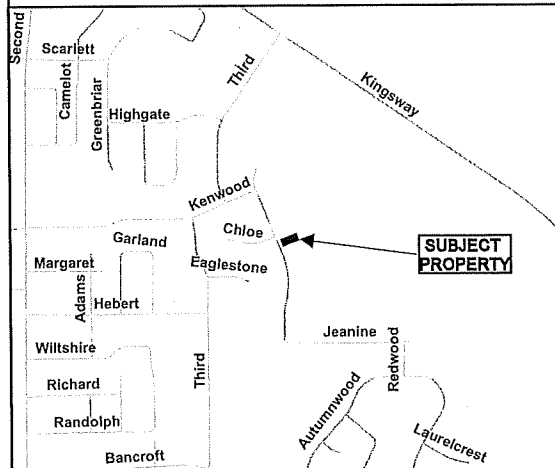 Second
Scarlett
Camelot
Greenbriar
Highgate
Third
Kingsway
Kenwood
Chloe
Garland
Eaglestone
SUBJECT
PROPERTY
Margaret
Adams
Hebert
Jeanine
Wiltshire
Third
Redwood
Richard
Randolph
Autumnwood
Laurelcrest
Bancroft